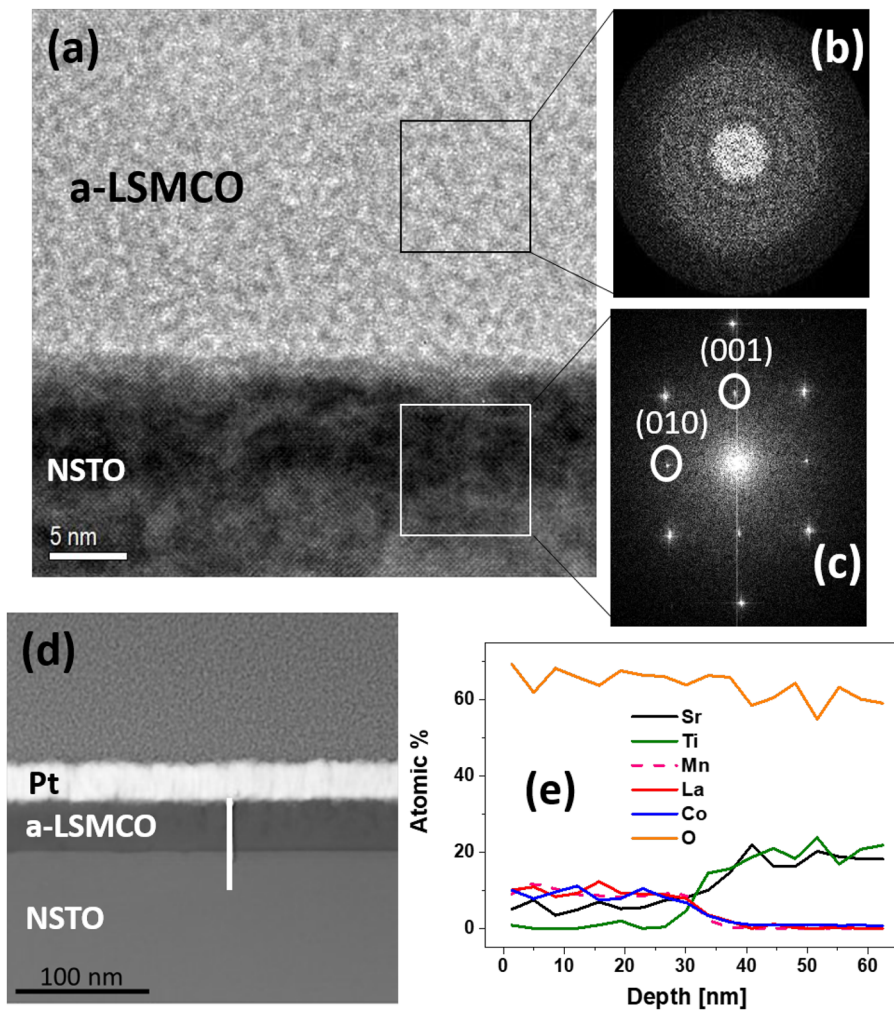 (a)
a-LSMCO
NSTO
5 nm
(b)
(001)
(010)
(c)
(d)
Pt
a-LSMCO
NSTO
100 nm
(e)
Sr
Ti
Mn
La
Co
O
Atomic %
60
40
20
0
0 10 20 30 40 50 60
Depth [nm]